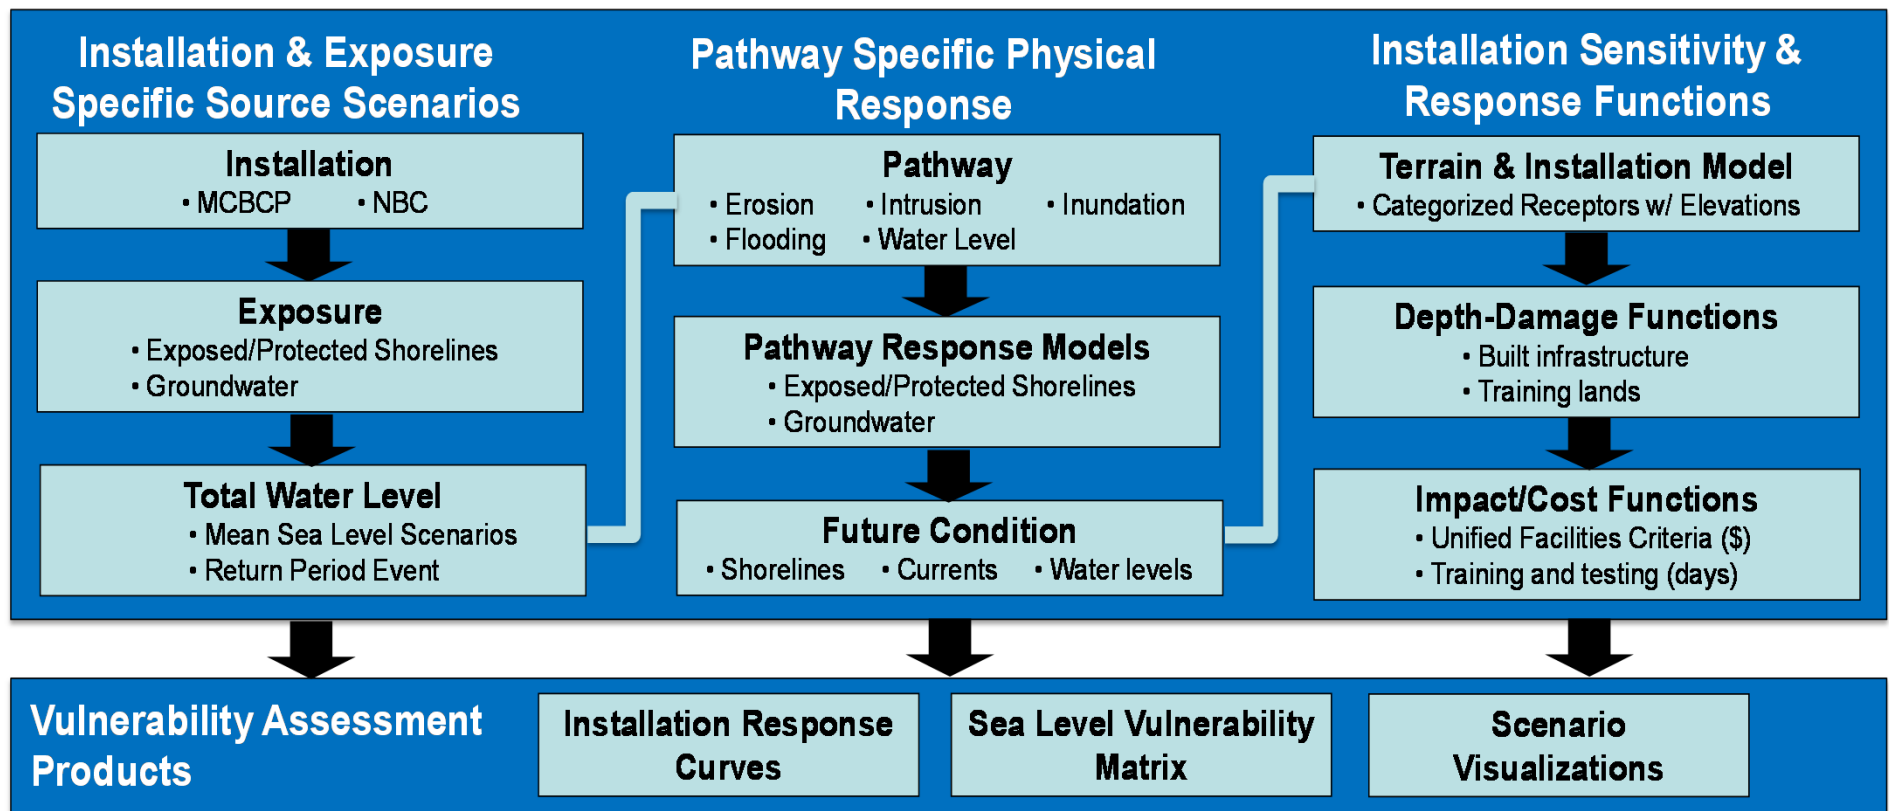 Installation & Exposure
Specific Source Scenarios
Installation
• MCBCP • NBC
Exposure
• Exposed/Protected Shorelines
• Groundwater
Total Water Level
• Mean Sea Level Scenarios
• Return Period Event
Pathway Specific Physical
Response
Pathway
• Erosion • Intrusion • Inundation
• Flooding • Water Level
Pathway Response Models
• Exposed/Protected Shorelines
• Groundwater
Future Condition
• Shorelines • Currents • Water levels
Installation Sensitivity &
Response Functions
Terrain & Installation Model
• Categorized Receptors w/ Elevations
Depth-Damage Functions
• Built infrastructure
• Training lands
Impact/Cost Functions
• Unified Facilities Criteria ($)
• Training and testing (days)
Vulnerability Assessment
Products
Installation Response
Curves
Sea Level Vulnerability
Matrix
Scenario
Visualizations